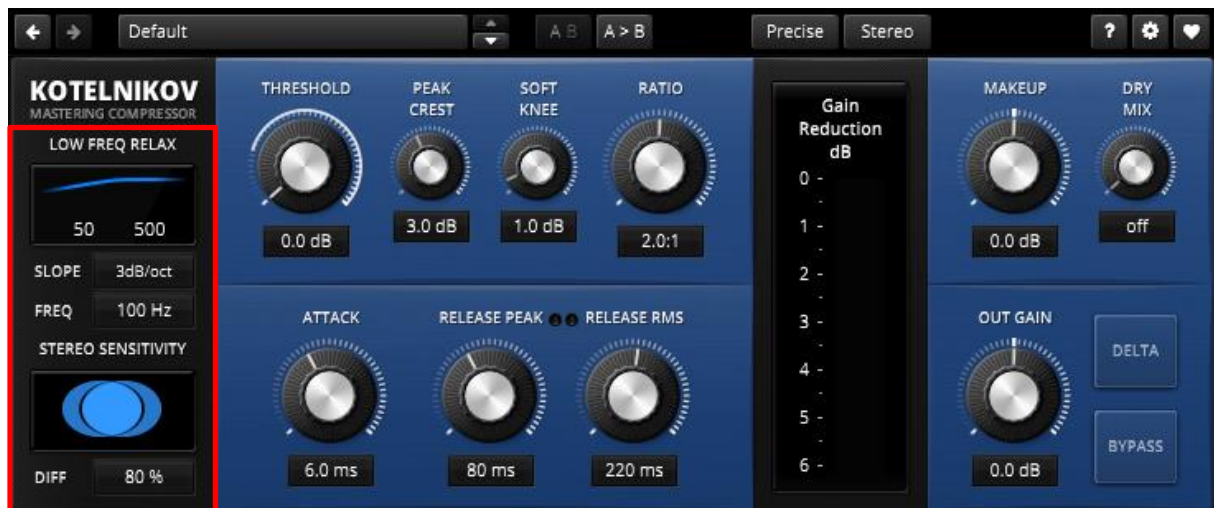 Default
A B
A > B
Precise
Stereo
?
KOTELNIKOV
MASTERING COMPRESSOR
LOW FREQ RELAX
50 500
SLOPE 3dB/oct
FREQ 100 Hz
STEREO SENSITIVITY
DIFF 80 %
THRESHOLD
0.0 dB
PEAK
CREST
3.0 dB
SOFT
KNEE
1.0 dB
RATIO
2.0:1
ATTACK
6.0 ms
RELEASE PEAK
80 ms
RELEASE RMS
220 ms
Gain
Reduction
dB
0 -
1 -
2 -
3 -
4 -
5 -
6 -
MAKEUP
0.0 dB
DRY
MIX
off
OUT GAIN
0.0 dB
DELTA
BYPASS